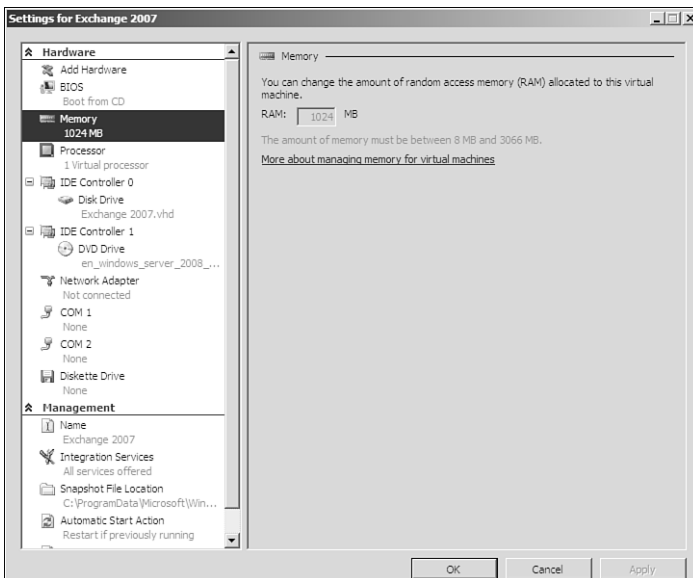 Settings for Exchange 2007
Hardware
Add Hardware
BIOS
Boot from CD
Memory
1024 MB
Processor
1 Virtual processor
IDE Controller 0
Disk Drive
Exchange 2007.vhd
IDE Controller 1
DVD Drive
en_windows_server_2008_...
Network Adapter
Not connected
COM 1
None
COM 2
None
Diskette Drive
None
Management
Name
Exchange 2007
Integration Services
All services offered
Snapshot File Location
C:\ProgramData\Microsoft\Win...
Automatic Start Action
Restart if previously running
Memory
You can change the amount of random access memory (RAM) allocated to this virtual
machine.
RAM: 1024 MB
The amount of memory must be between 8 MB and 3066 MB.
More about managing memory for virtual machines
OK Cancel Apply